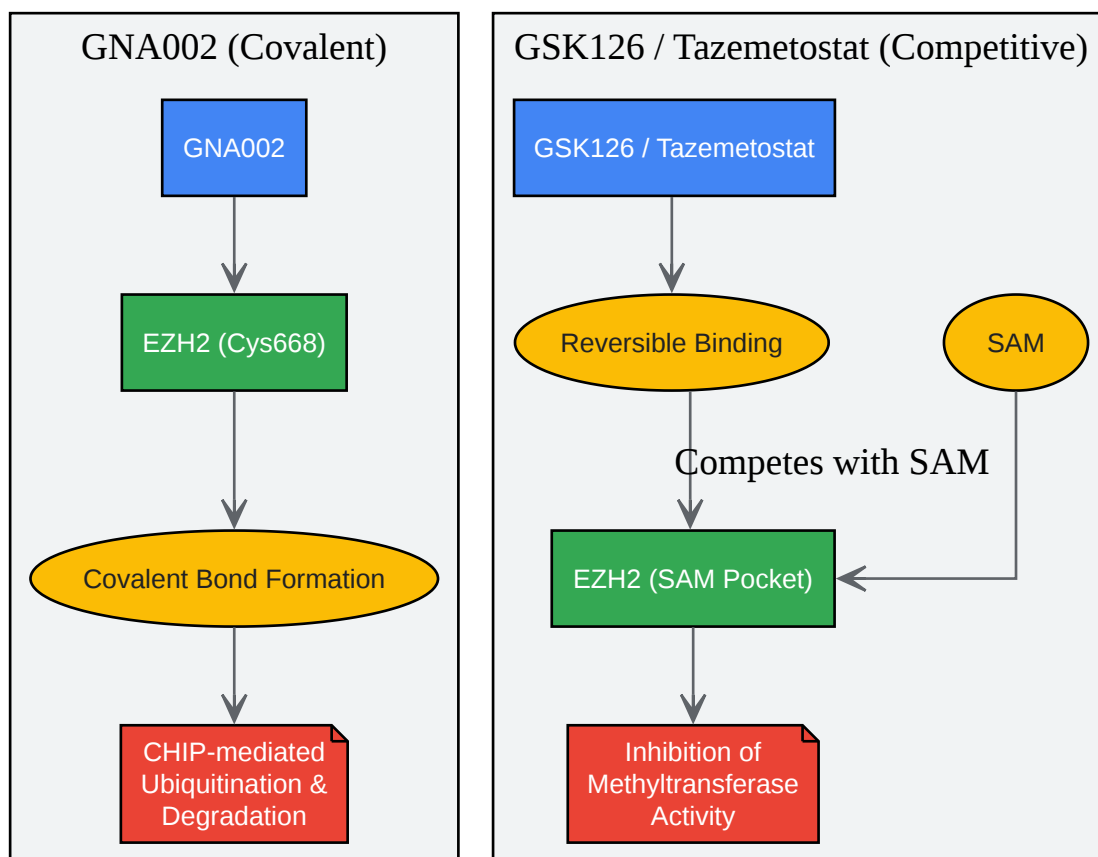 GNA002 (Covalent)
GNA002
EZH2 (Cys668)
Covalent Bond Formation
CHIP-mediated
Ubiquitination &
Degradation
GSK126 / Tazemetostat (Competitive)
GSK126 / Tazemetostat
Reversible Binding
SAM
Competes with SAM
EZH2 (SAM Pocket)
Inhibition of
Methyltransferase
Activity